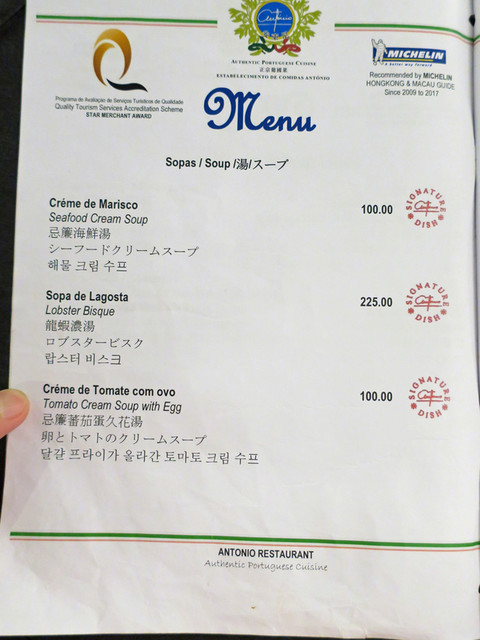 António
AUTHENTIC PORTUGUESE CUISINE
ESTABELECIMENTO DE COMIDAS ANTÓNIO
MICHELIN
a better way forward
Recommended by MICHELIN
HONGKONG & MACAU GUIDE
Since 2009 to 2017
Programa de Avaliação de Serviços Turísticos de Qualidade
Quality Tourism Services Accreditation Scheme
STAR MERCHANT AWARD
Menu
Sopas / Soup /湯/スープ
Créme de Marisco 100.00
Seafood Cream Soup
忌簾海鮮湯
シーフードクリームスープ
해물 크림 수프
SIGNATURE DISH
Sopa de Lagosta 225.00
Lobster Bisque
龍蝦濃湯
ロブスタービスク
랍스터 비스크
SIGNATURE DISH
Créme de Tomate com ovo 100.00
Tomato Cream Soup with Egg
忌簾蕃茄蛋久花湯
卵とトマトのクリームスープ
달걀 프라이가 올라간 토마토 크림 수프
SIGNATURE DISH
ANTONIO RESTAURANT
Authentic Portuguese Cuisine